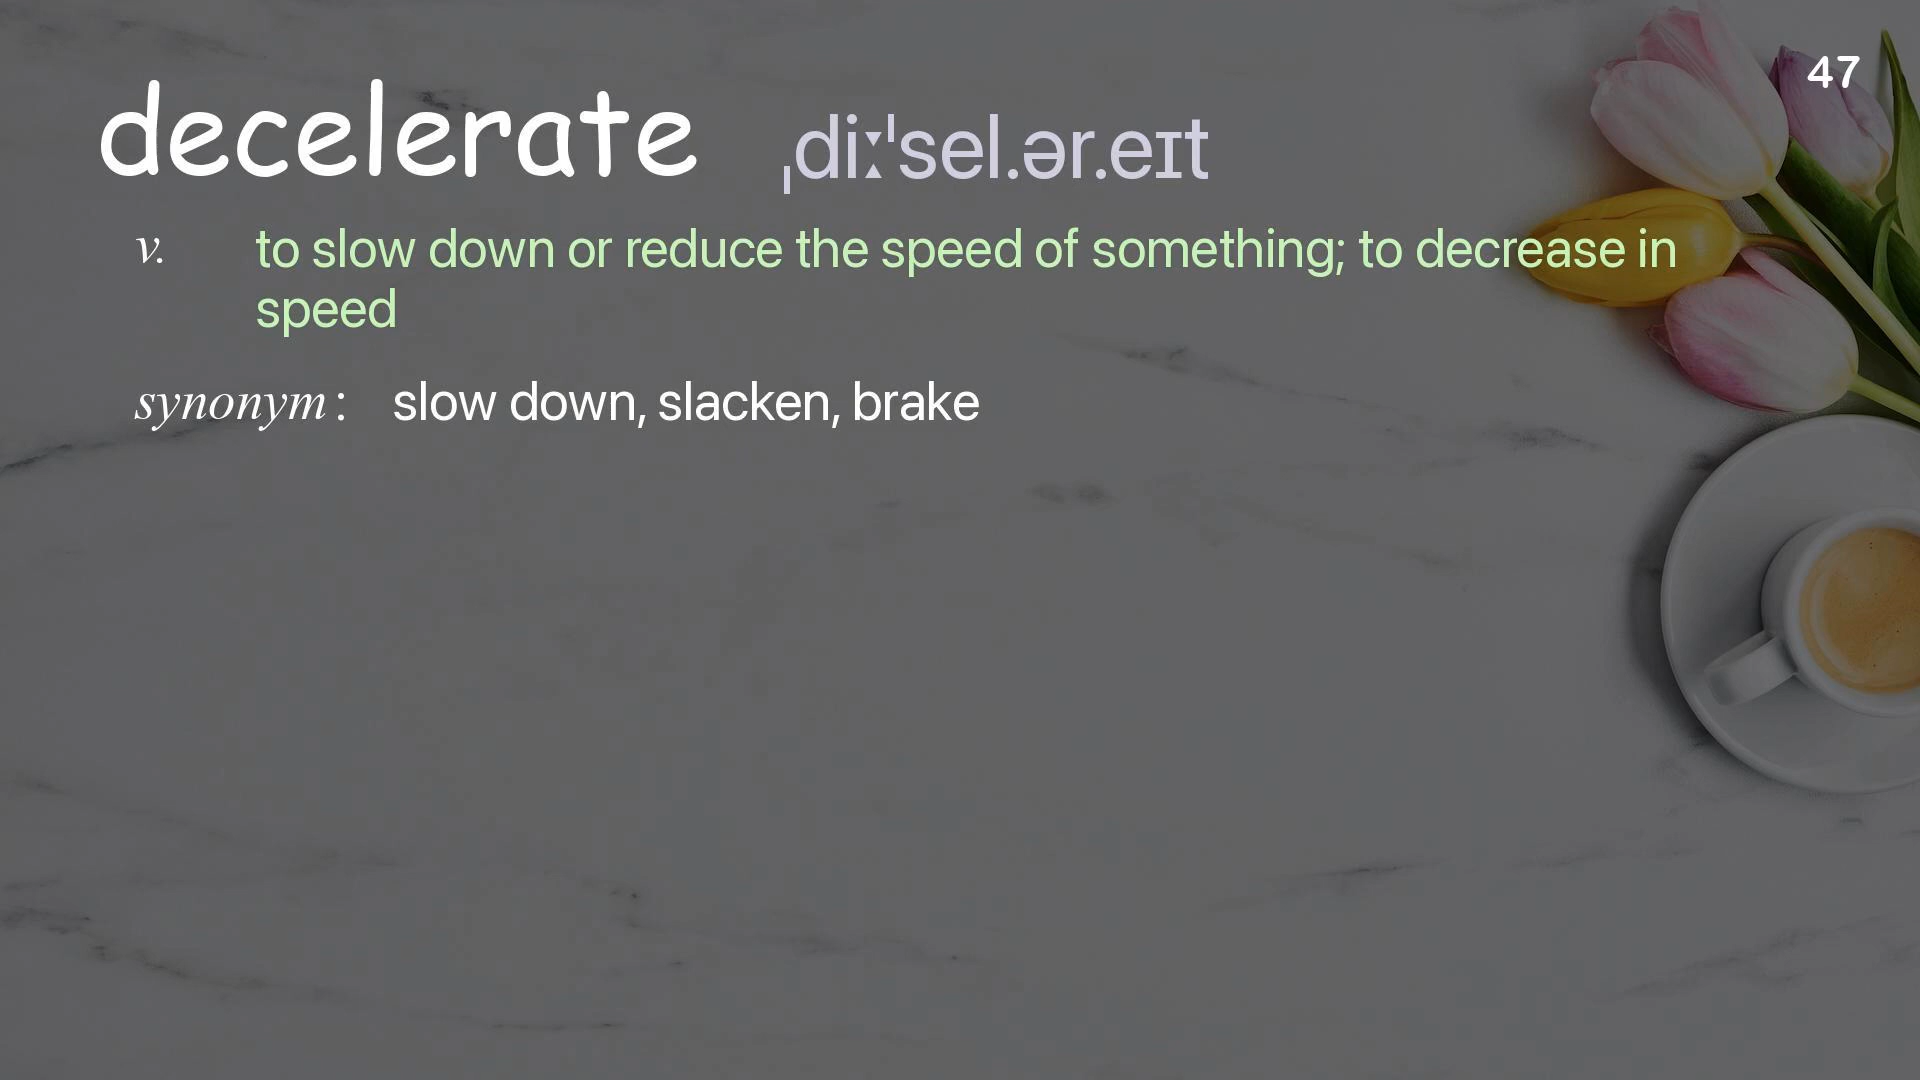 47
decelerate ˌdiːˈsel.ər.eɪt
v. to slow down or reduce the speed of something; to decrease in
speed
synonym: slow down, slacken, brake